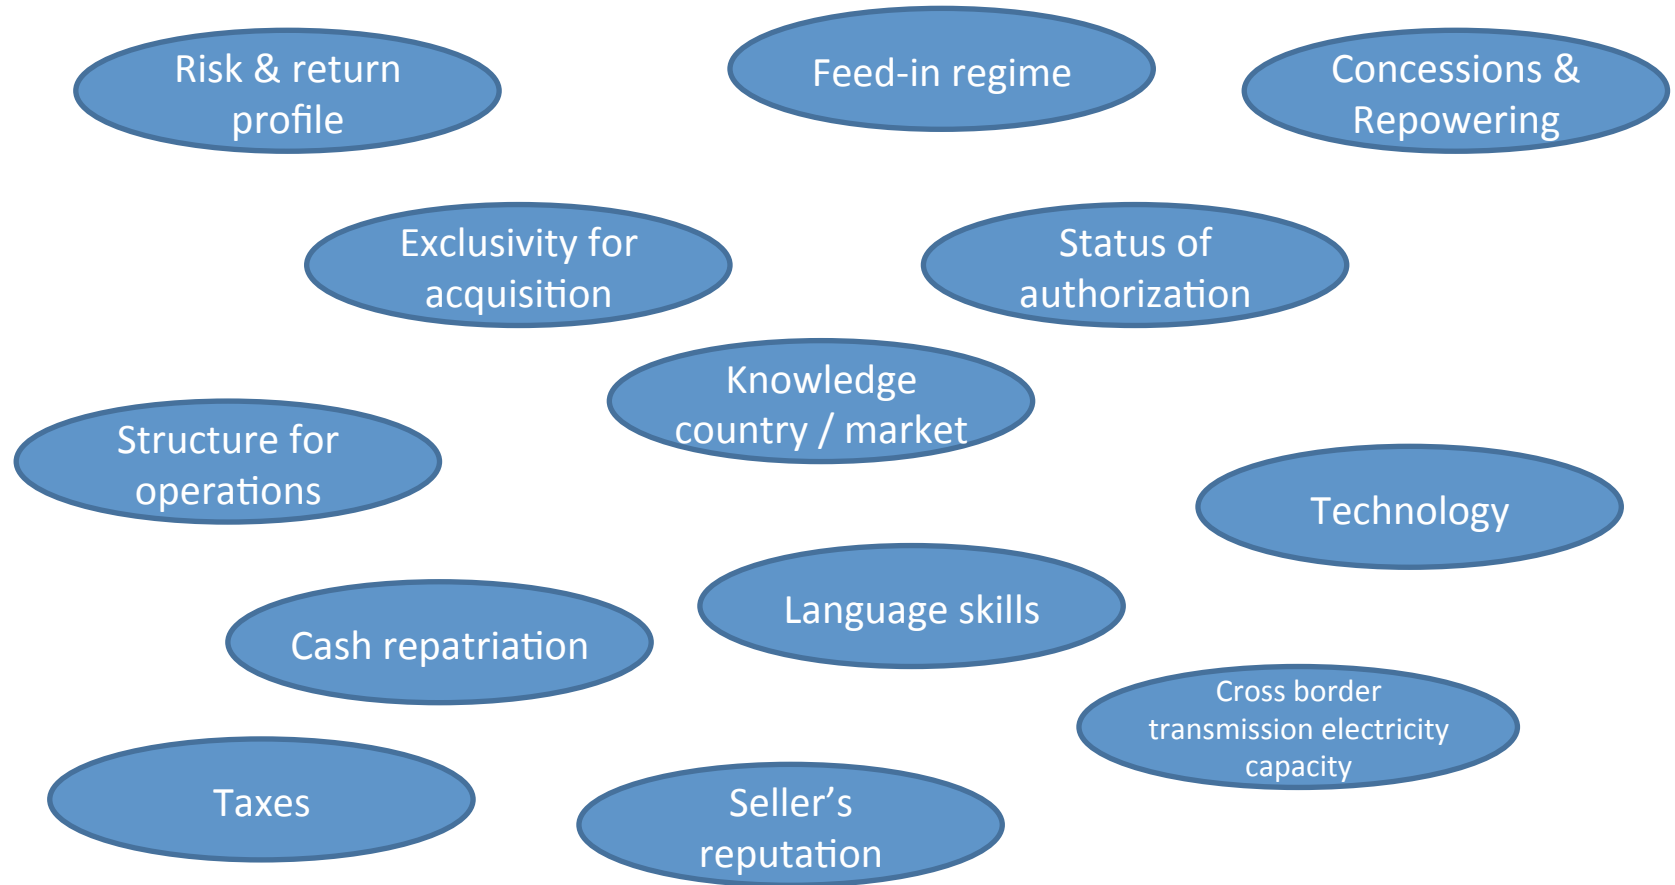 Risk & return
profile
Feed-in regime
Concessions &
Repowering
Exclusivity for
acquisition
Status of
authorization
Knowledge
country / market
Structure for
operations
Technology
Language skills
Cash repatriation
Cross border
transmission electricity
capacity
Taxes
Seller’s
reputation